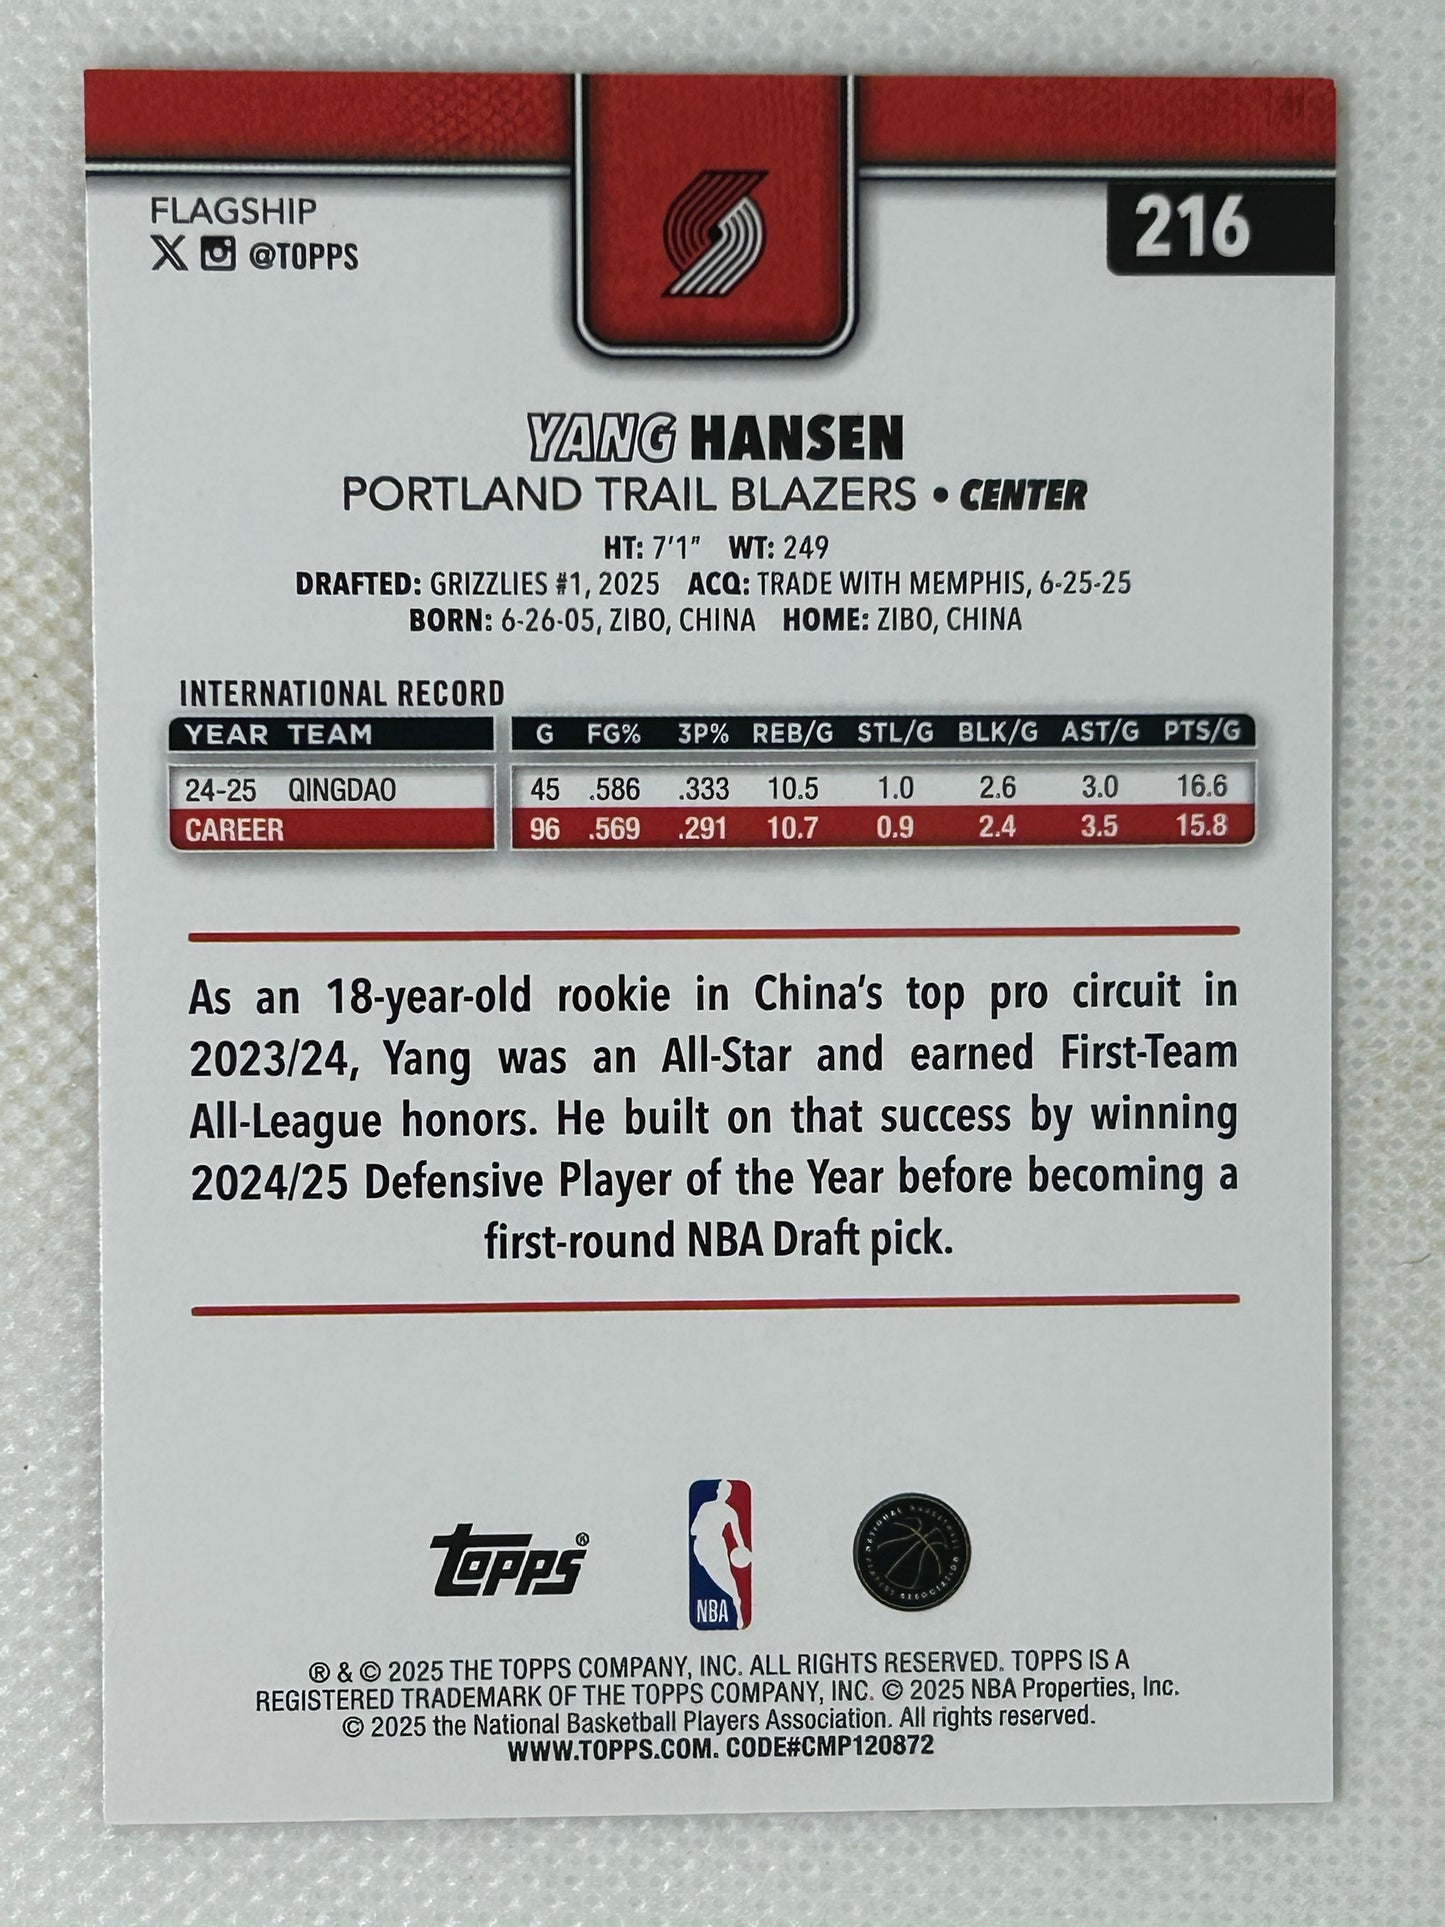 FLAGSHIP
216
X @TOPPS
YANG HANSEN
PORTLAND TRAIL BLAZERS • CENTER
HT: 7'1" WT: 249
DRAFTED: GRIZZLIES #1, 2025 ACQ: TRADE WITH MEMPHIS, 6-25-25
BORN: 6-26-05, ZIBO, CHINA HOME: ZIBO, CHINA
INTERNATIONAL RECORD
YEAR TEAM G FG% 3P% REB/G STL/G BLK/G AST/G PTS/G
24-25 QINGDAO 45 .586 .333 10.5 1.0 2.6 3.0 16.6
CAREER 96 .569 .291 10.7 0.9 2.4 3.5 15.8
As an 18-year-old rookie in China's top pro circuit in
2023/24, Yang was an All-Star and earned First-Team
All-League honors. He built on that success by winning
2024/25 Defensive Player of the Year before becoming a
first-round NBA Draft pick.
TOPPS®
NBA
NATIONAL BASKETBALL PLAYERS ASSOCIATION
® & © 2025 THE TOPPS COMPANY, INC. ALL RIGHTS RESERVED. TOPPS IS A
REGISTERED TRADEMARK OF THE TOPPS COMPANY, INC. © 2025 NBA Properties, Inc.
© 2025 the National Basketball Players Association. All rights reserved.
WWW.TOPPS.COM. CODE#CMP120872